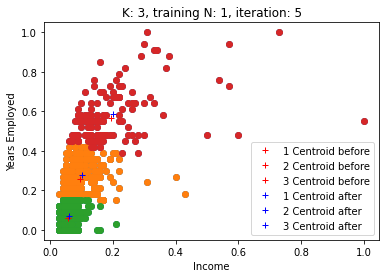 K: 3, training N: 1, iteration: 5
1.0
0.8
0.6
0.4
0.2
0.0
Years Employed
1 Centroid before
2 Centroid before
3 Centroid before
1 Centroid after
2 Centroid after
3 Centroid after
0.0 0.2 0.4 0.6 0.8 1.0
Income